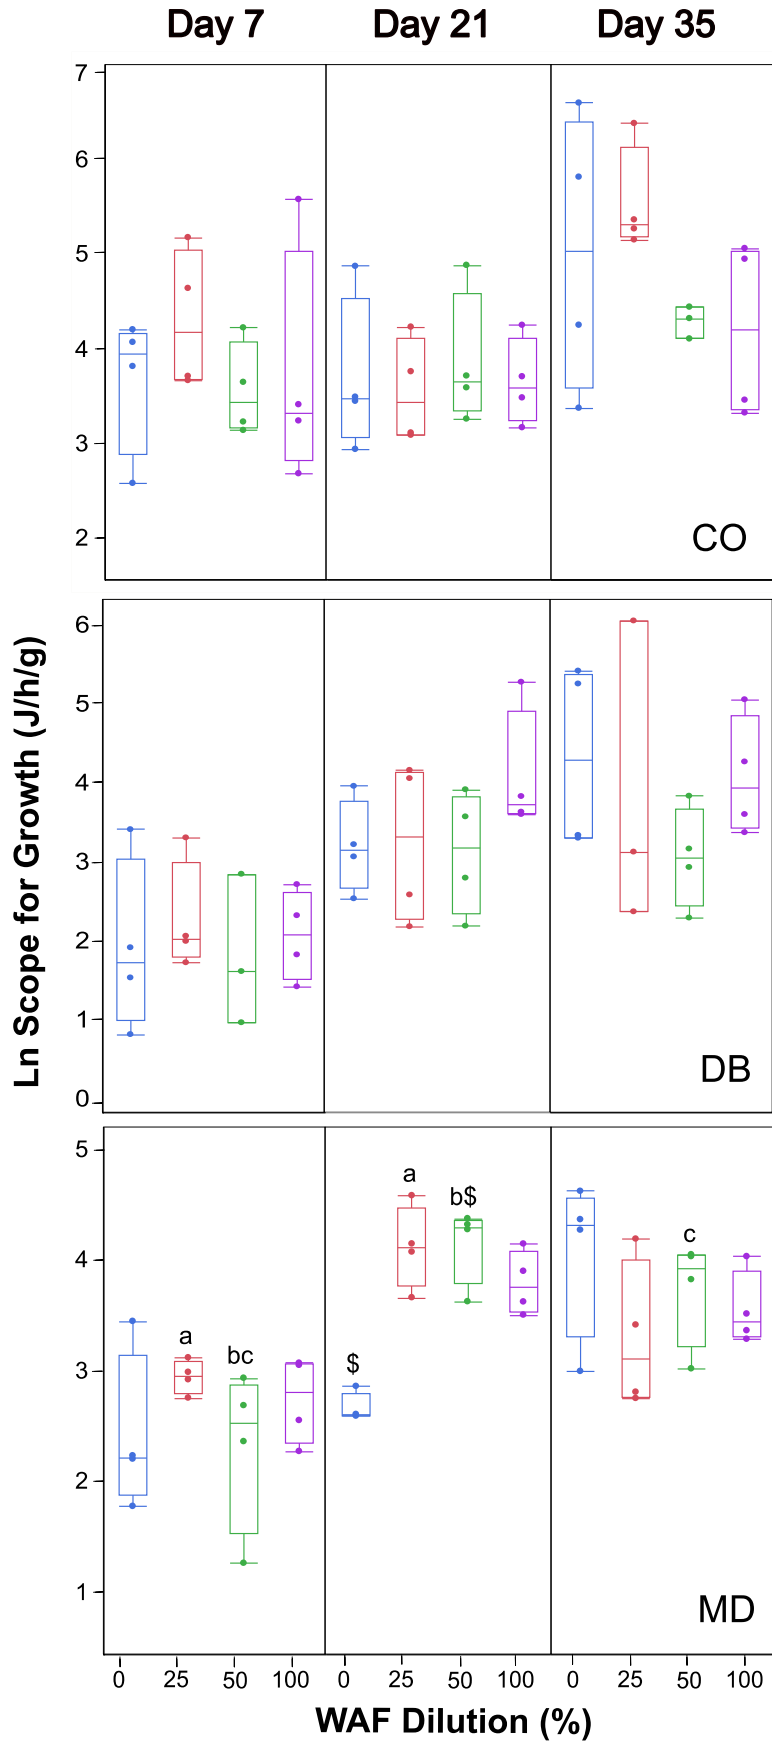 Day 7 Day 21 Day 35
7
6
5
4
3
2
CO
6
5
4
3
2
1
0
DB
Ln Scope for Growth (J/h/g)
5
4
3
2
1
a
bc
$
a
b$
c
MD
0 25 50 100 0 25 50 100 0 25 50 100
WAF Dilution (%)